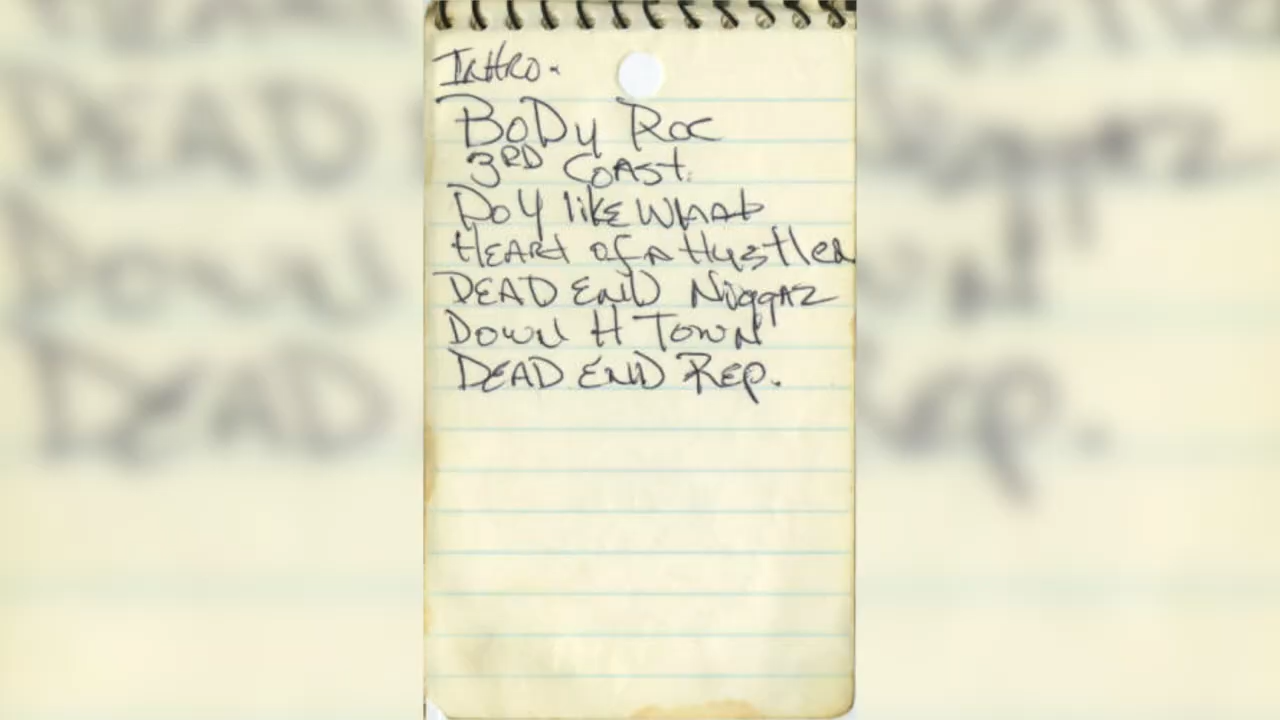 Intro.
Body Roc
3RD Coast.
Do Y like What
Heart of a Hustler
DEAD END Niggaz
Down H Town
DEAD END Rep.